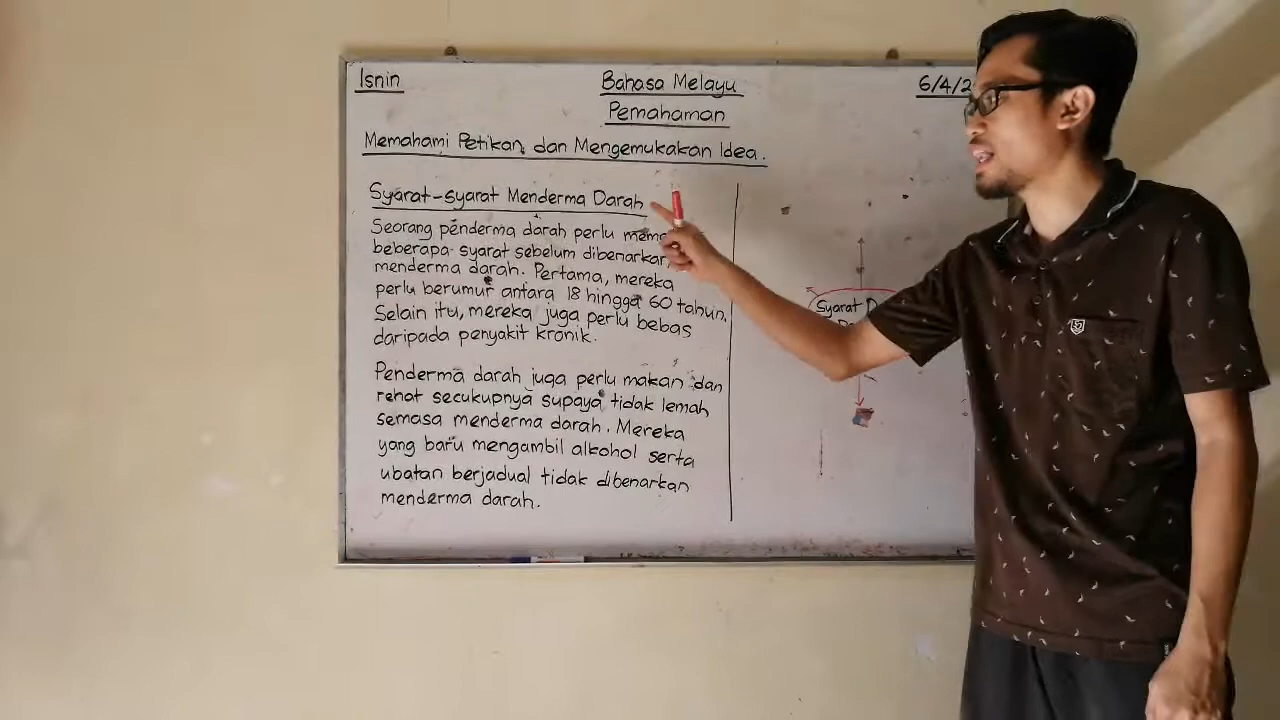 Isnin
Bahasa Melayu
6/4/2
Pemahaman
Memahami Petikan dan Mengemukakan Idea.
Syarat-syarat Menderma Darah
Seorang penderma darah perlu
beberapa syarat sebelum dibenarkan
menderma darah. Pertama, mereka
perlu berumur antara 18 hingga 60 tahun.
Selain itu, mereka juga perlu bebas
daripada penyakit kronik.
Penderma darah juga perlu makan dan
rehat secukupnya supaya tidak lemah
semasa menderma darah. Mereka
yang baru mengambil alkohol serta
ubatan berjadual tidak dibenarkan
menderma darah.
Syarat